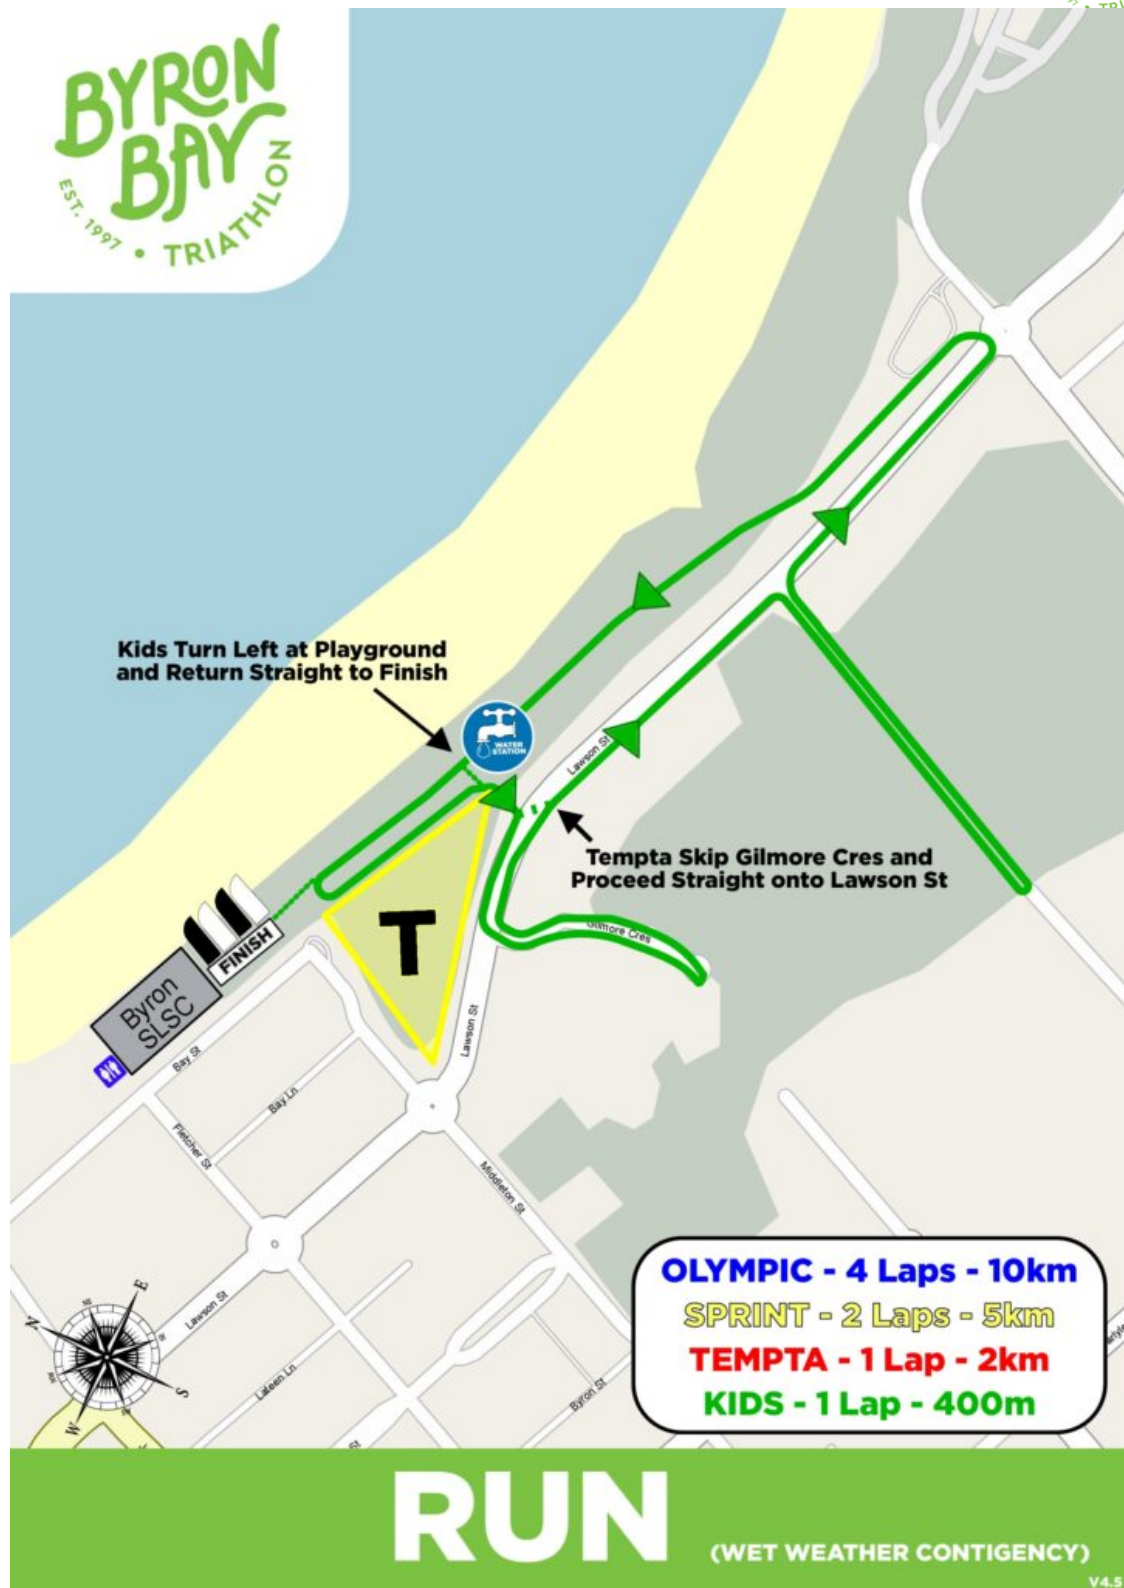 BYRON
BAY
EST. 1997 • TRIATHLON
Kids Turn Left at Playground
and Return Straight to Finish
WATER
STATION
Lawson St
Tempta Skip Gilmore Cres and
Proceed Straight onto Lawson St
Gilmore Cres
T
FINISH
Byron
SLSC
Lawson St
Bay St
Bay Ln
Fletcher St
Middleton St
Lawson St
Lateen Ln
Byron St
St
N
E
S
W
OLYMPIC - 4 Laps - 10km
SPRINT - 2 Laps - 5km
TEMPTA - 1 Lap - 2km
KIDS - 1 Lap - 400m
RUN
(WET WEATHER CONTIGENCY)
V4.5